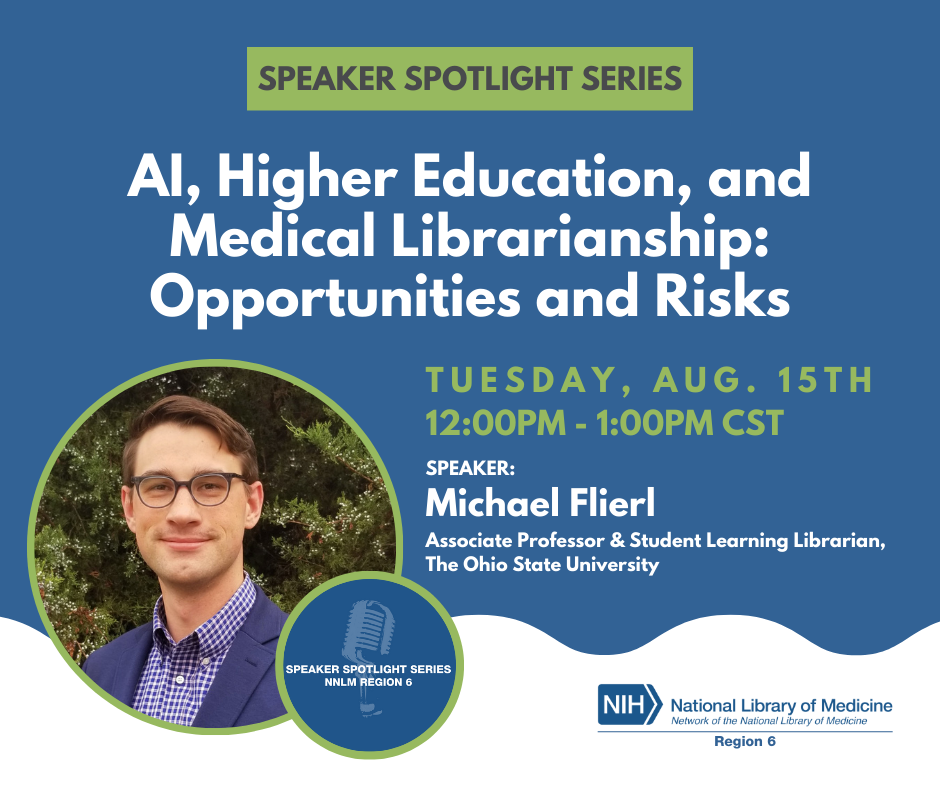 SPEAKER SPOTLIGHT SERIES
AI, Higher Education, and
Medical Librarianship:
Opportunities and Risks
TUESDAY, AUG. 15TH
12:00PM - 1:00PM CST
SPEAKER:
Michael Flierl
Associate Professor & Student Learning Librarian,
The Ohio State University
SPEAKER SPOTLIGHT SERIES
NNLM REGION 6
NIH National Library of Medicine
Network of the National Library of Medicine
Region 6